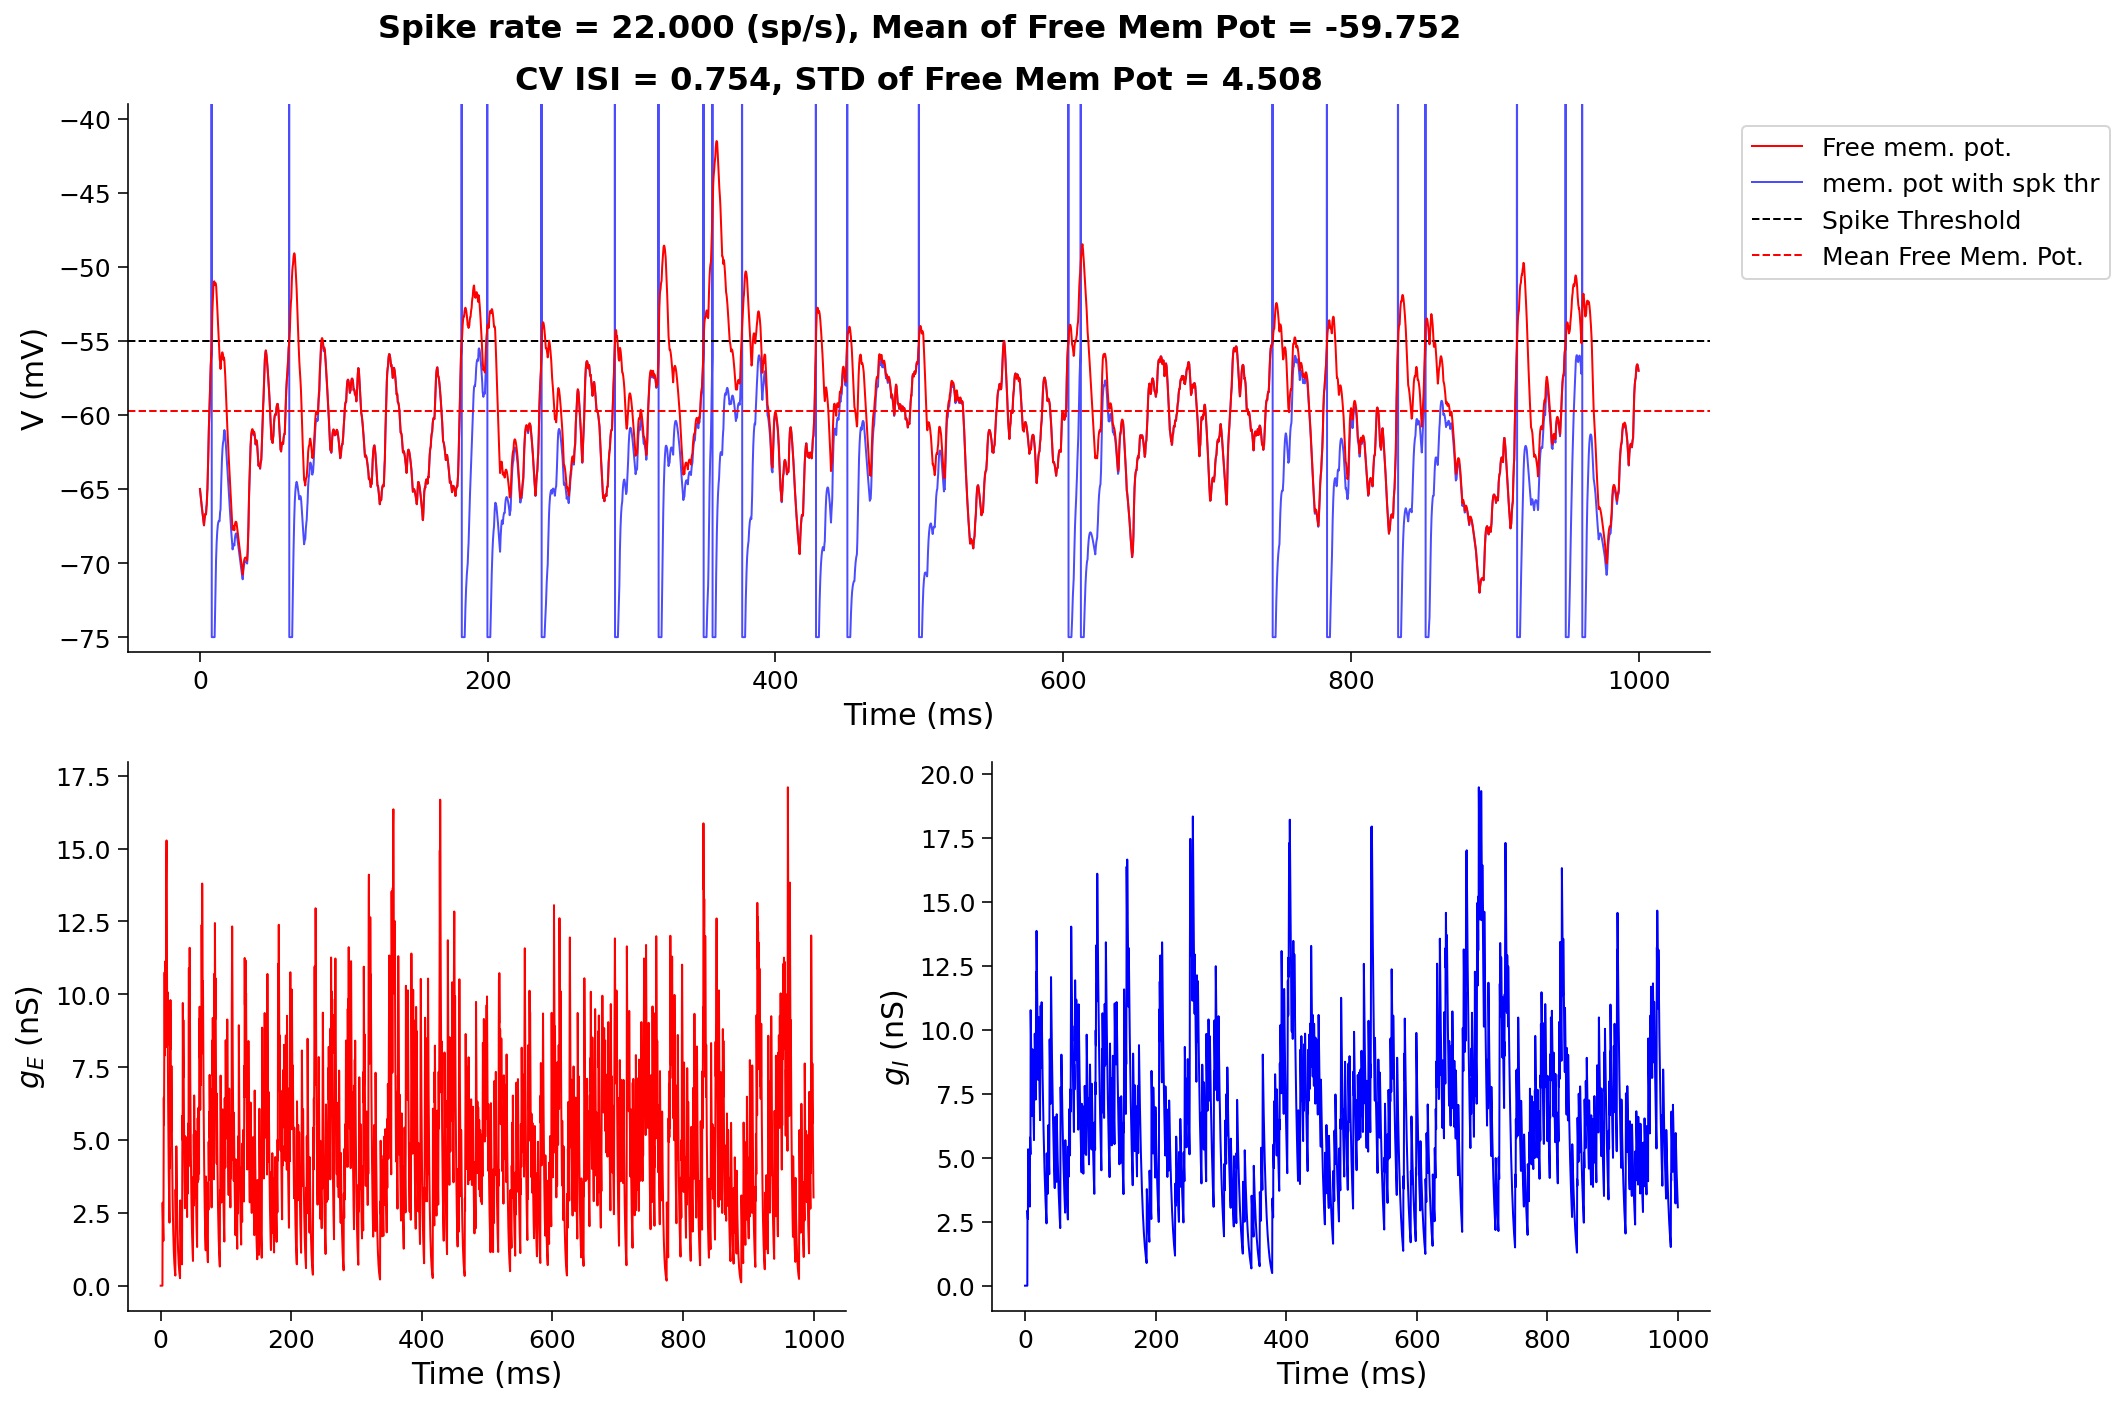 Spike rate = 22.000 (sp/s), Mean of Free Mem Pot = -59.752
CV ISI = 0.754, STD of Free Mem Pot = 4.508
−40
−45
−50
−55
−60
−65
−70
−75
V (mV)
0 200 400 600 800 1000
Time (ms)
Free mem. pot.
mem. pot with spk thr
Spike Threshold
Mean Free Mem. Pot.
17.5
15.0
12.5
10.0
7.5
5.0
2.5
0.0
g_E (nS)
0 200 400 600 800 1000
Time (ms)
20.0
17.5
15.0
12.5
10.0
7.5
5.0
2.5
0.0
g_I (nS)
0 200 400 600 800 1000
Time (ms)